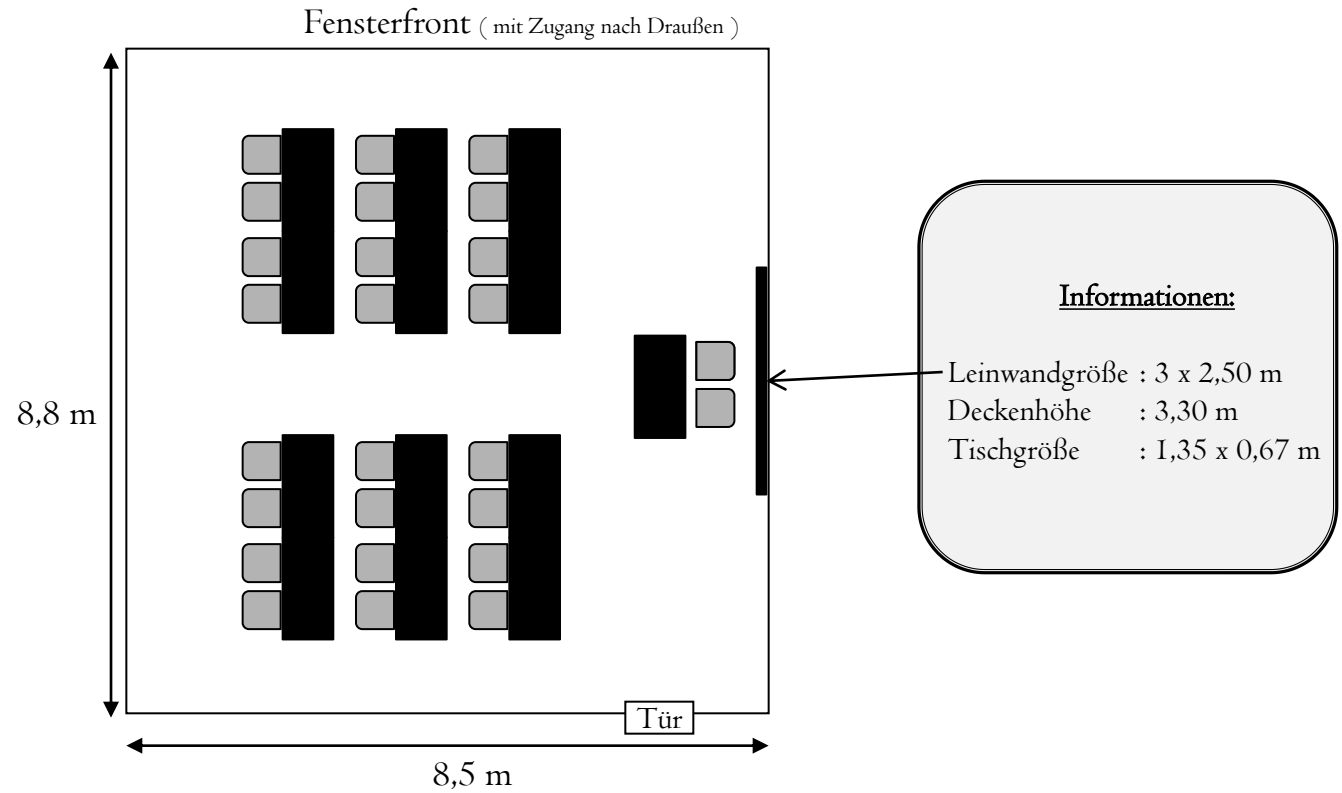 Fensterfront ( mit Zugang nach Draußen )
Informationen:
Leinwandgröße : 3 x 2,50 m
Deckenhöhe : 3,30 m
Tischgröße : 1,35 x 0,67 m
8,8 m
Tür
8,5 m